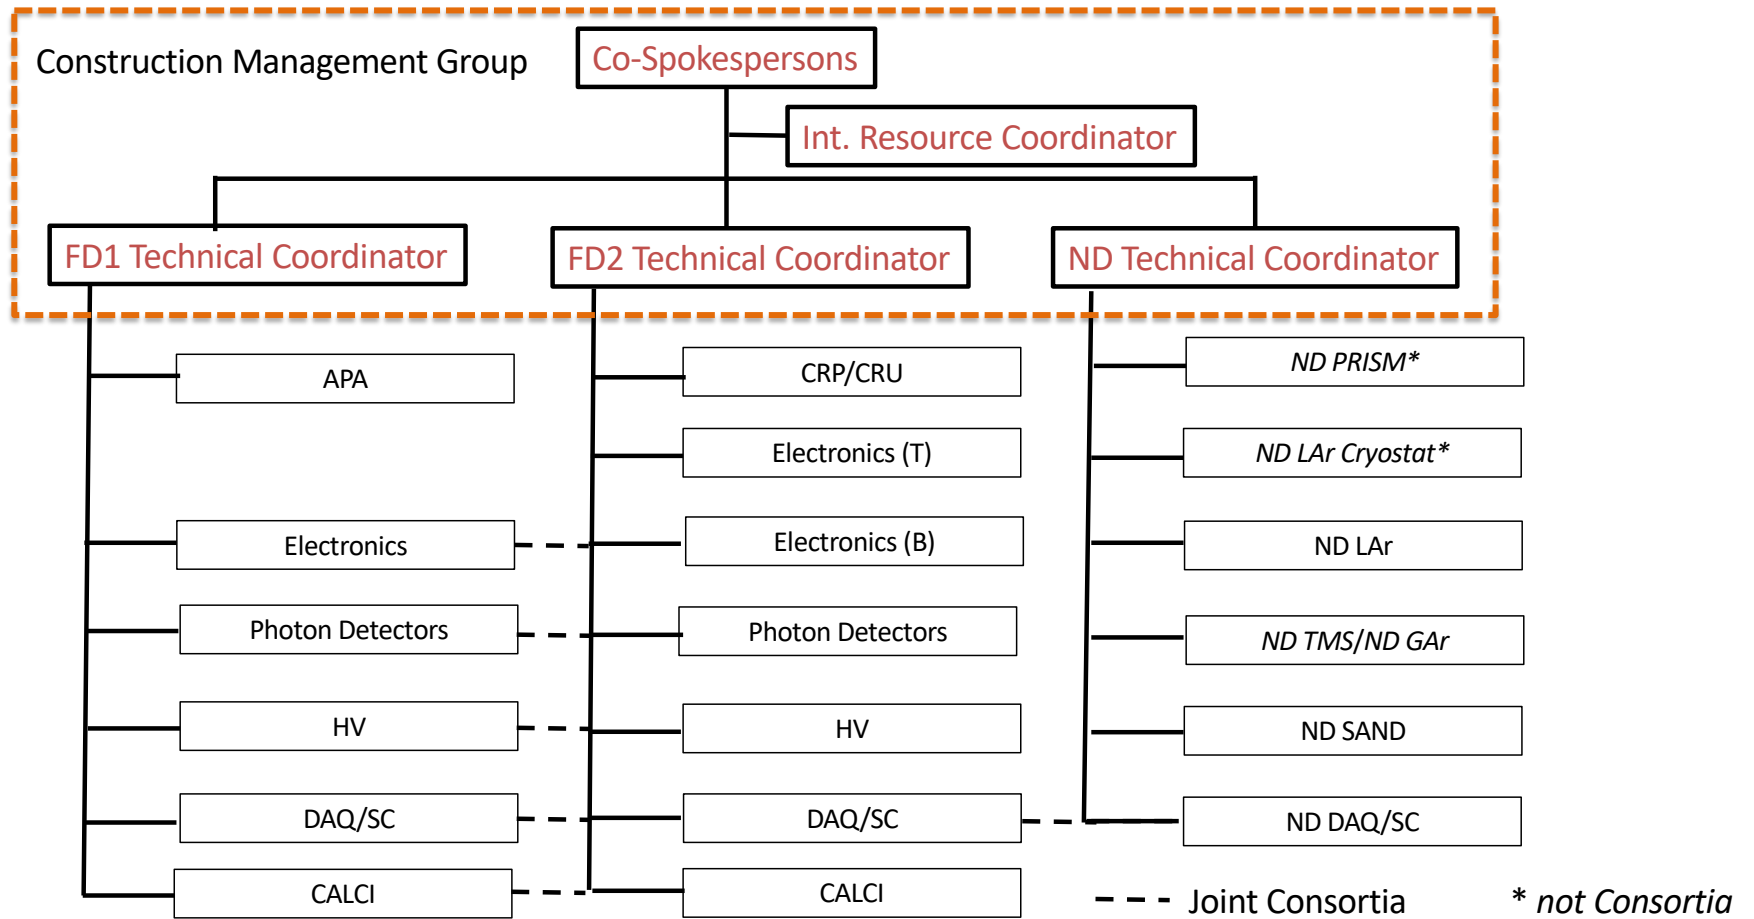 Construction Management Group
Co-Spokespersons
Int. Resource Coordinator
FD1 Technical Coordinator
FD2 Technical Coordinator
ND Technical Coordinator
APA
CRP/CRU
ND PRISM*
Electronics (T)
ND LAr Cryostat*
Electronics
Electronics (B)
ND LAr
Photon Detectors
Photon Detectors
ND TMS/ND GAr
HV
HV
ND SAND
DAQ/SC
DAQ/SC
ND DAQ/SC
CALCI
CALCI
Joint Consortia
* not Consortia